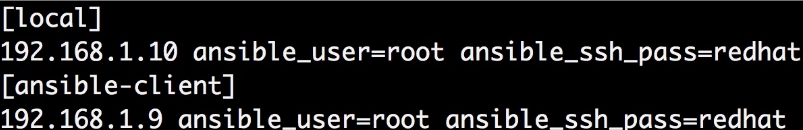 [local]
192.168.1.10 ansible_user=root ansible_ssh_pass=redhat
[ansible-client]
192.168.1.9 ansible_user=root ansible_ssh_pass=redhat